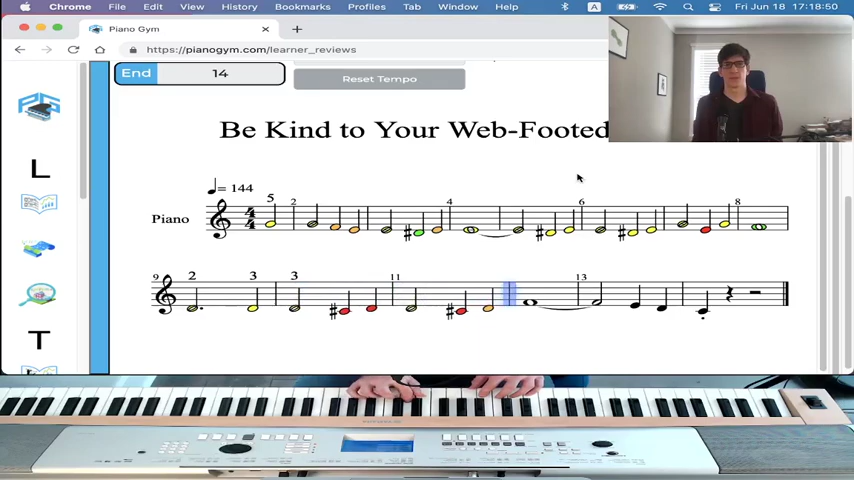 Chrome File Edit View History Bookmarks Profiles Tab Window Help A Fri Jun 18 17:18:50
Piano Gym
https://pianogym.com/learner_reviews
End 14
Reset Tempo
Be Kind to Your Web-Footed
= 144
5 2 4 6 8
Piano
4
4
9 2 3 3 11 13
L
T